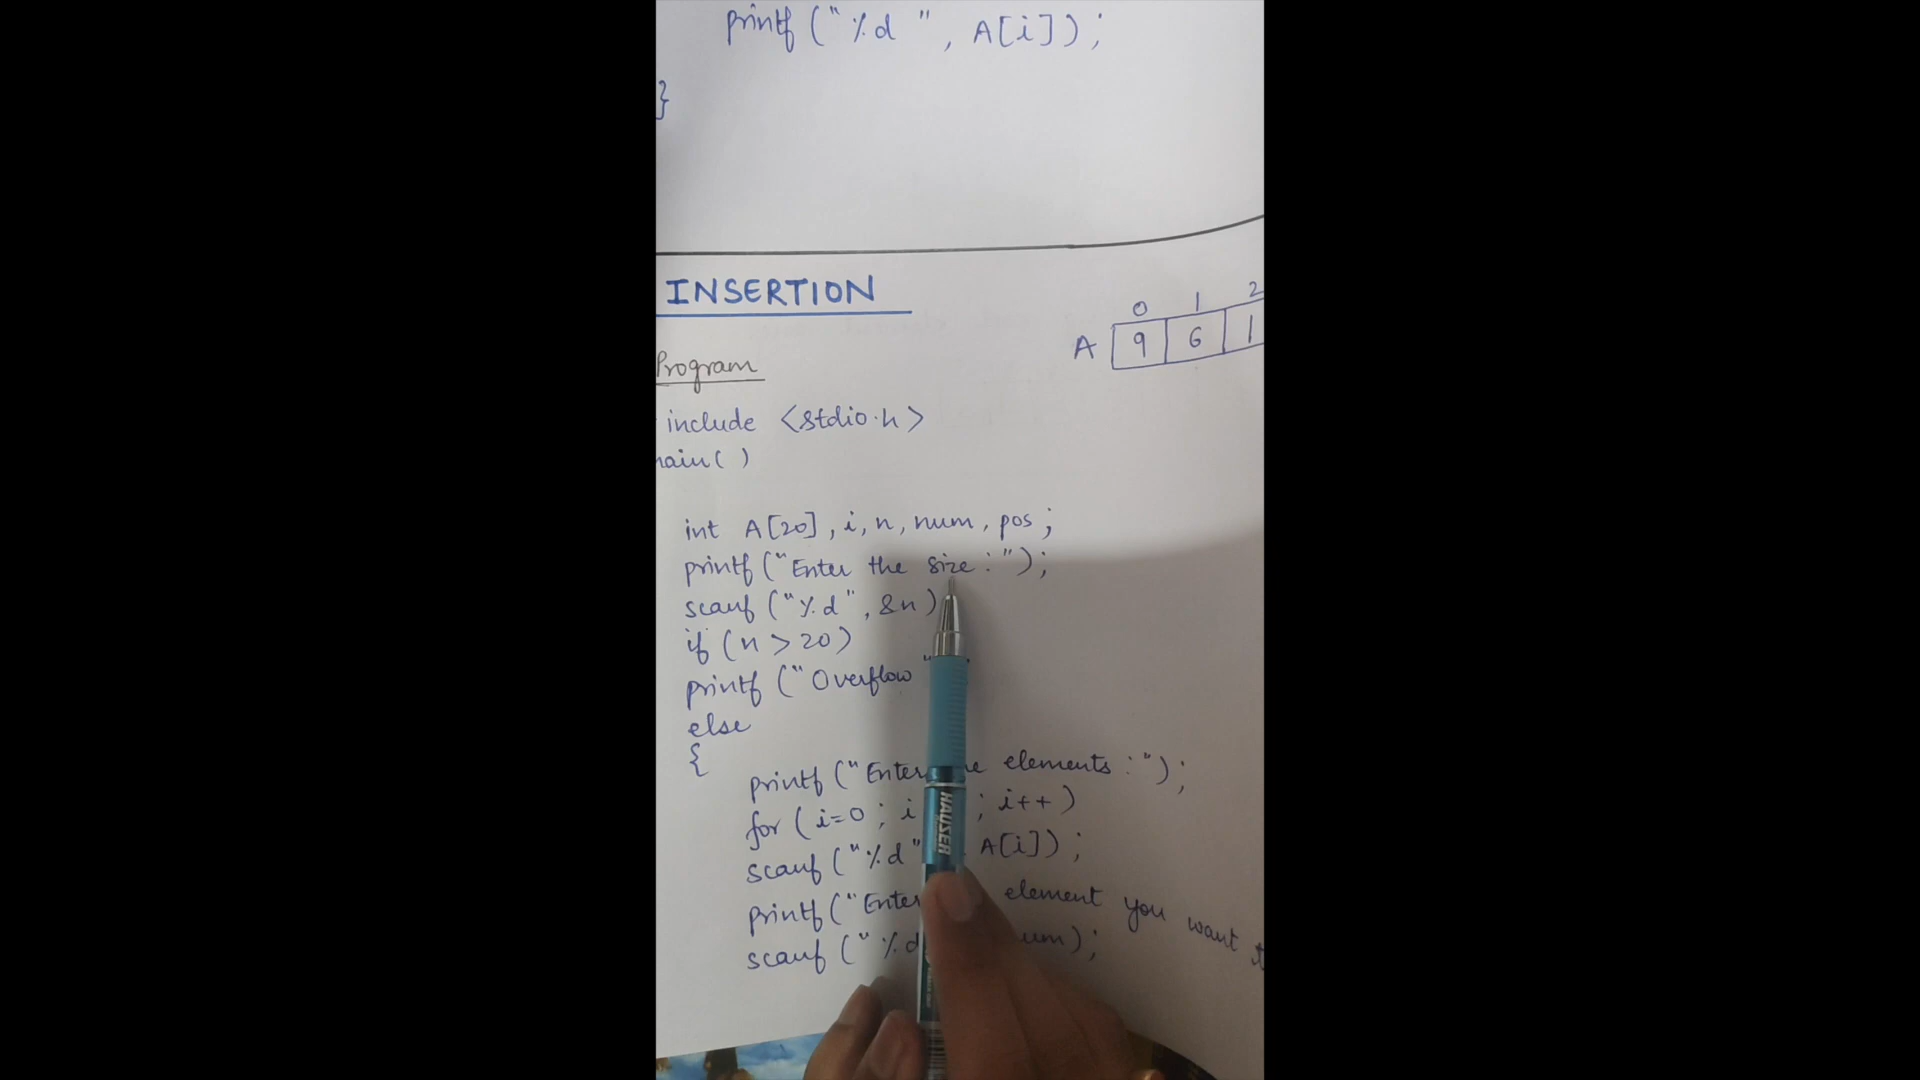 printf ("%d ", A[i]);
}
INSERTION
0 1 2
A 9 6 1
Program
include <stdio.h>
main( )
int A[20], i, n, num, pos;
printf ("Enter the size: ");
scanf ("%d", &n)
if (n > 20)
printf ("Overflow "
else
{
printf ("Enter elements : ");
for (i=0 ; i ; i++)
scanf ("%d" A[i]);
printf ("Enter element you want
scanf ("%d um);
HAUSER